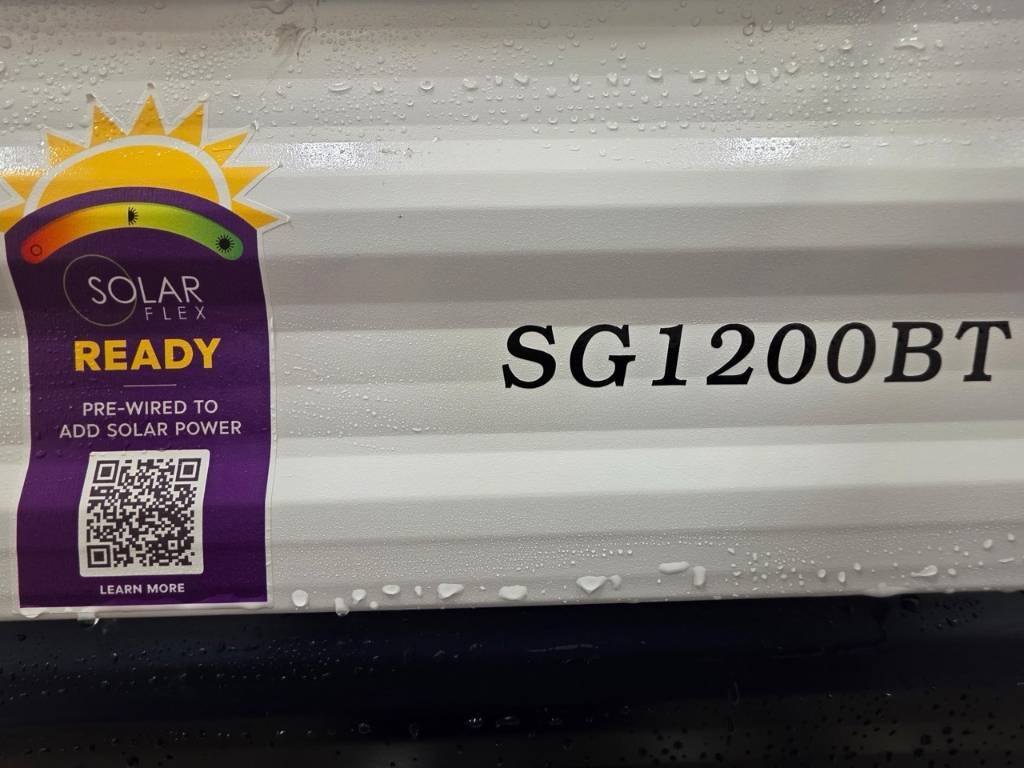 SOLAR
FLEX
READY
PRE-WIRED TO
ADD SOLAR POWER
LEARN MORE
SG1200BT